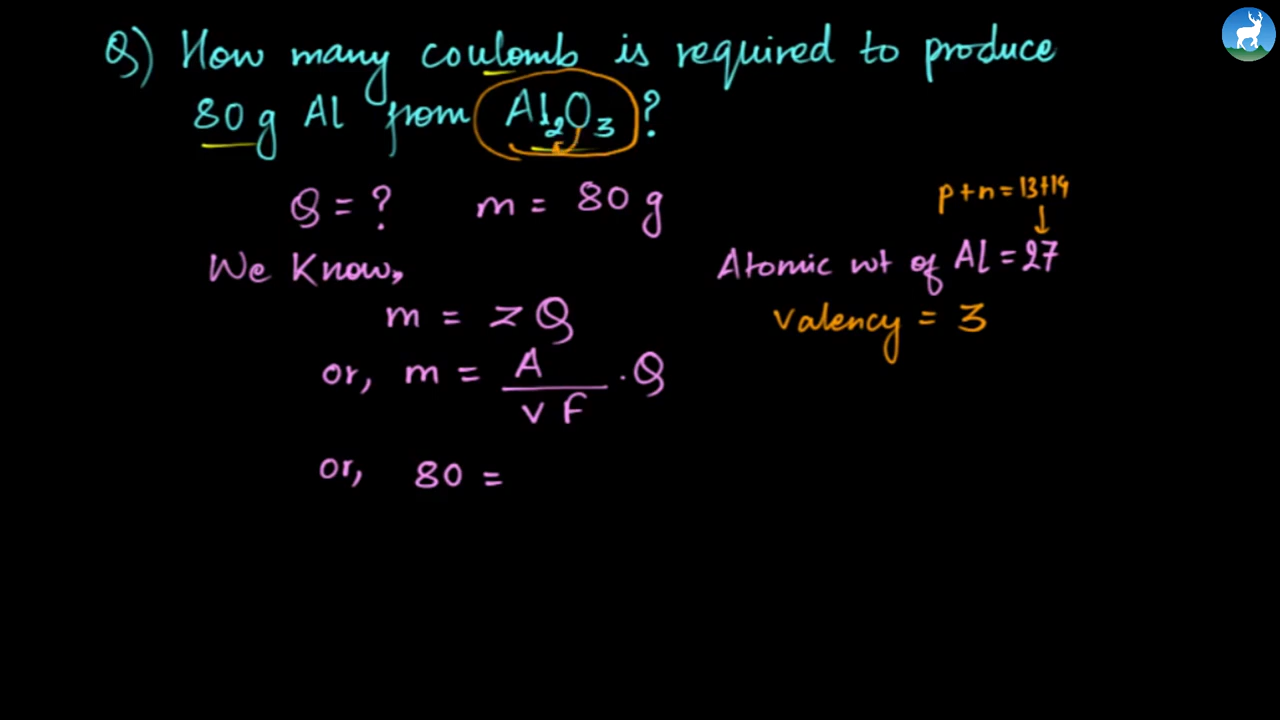 Q) How many coulomb is required to produce
80 g Al from Al₂O₃ ?
Q = ? m = 80 g
p+n = 13+14
↓
We Know,
Atomic wt of Al = 27
m = z Q
Valency = 3
or, m = A/(v F) . Q
or, 80 =